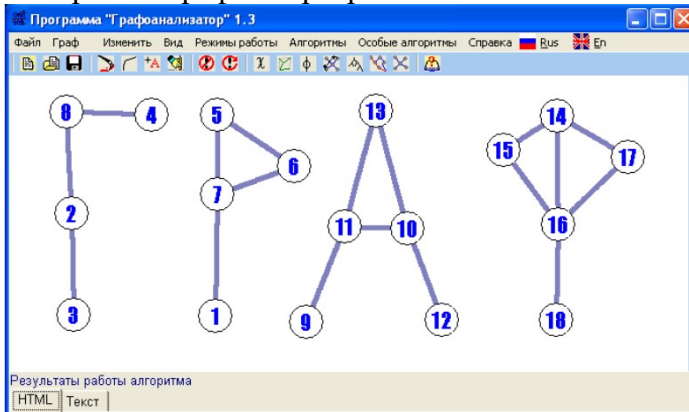 Программа "Графоанализатор" 1.3
Файл Граф Изменить Вид Режимы работы Алгоритмы Особые алгоритмы Справка Rus En
8 4 5 13 14
6 15 17
2 7 11 10 16
3 1 9 12 18
Результаты работы алгоритма
HTML Текст